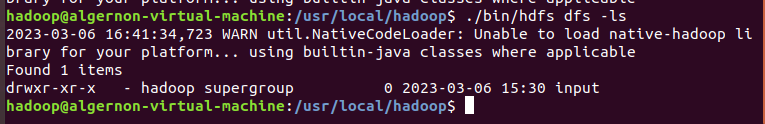 brary for your platform... using builtin-java classes where applicable
hadoop@algernon-virtual-machine:/usr/local/hadoop$ ./bin/hdfs dfs -ls
2023-03-06 16:41:34,723 WARN util.NativeCodeLoader: Unable to load native-hadoop li
brary for your platform... using builtin-java classes where applicable
Found 1 items
drwxr-xr-x   - hadoop supergroup          0 2023-03-06 15:30 input
hadoop@algernon-virtual-machine:/usr/local/hadoop$